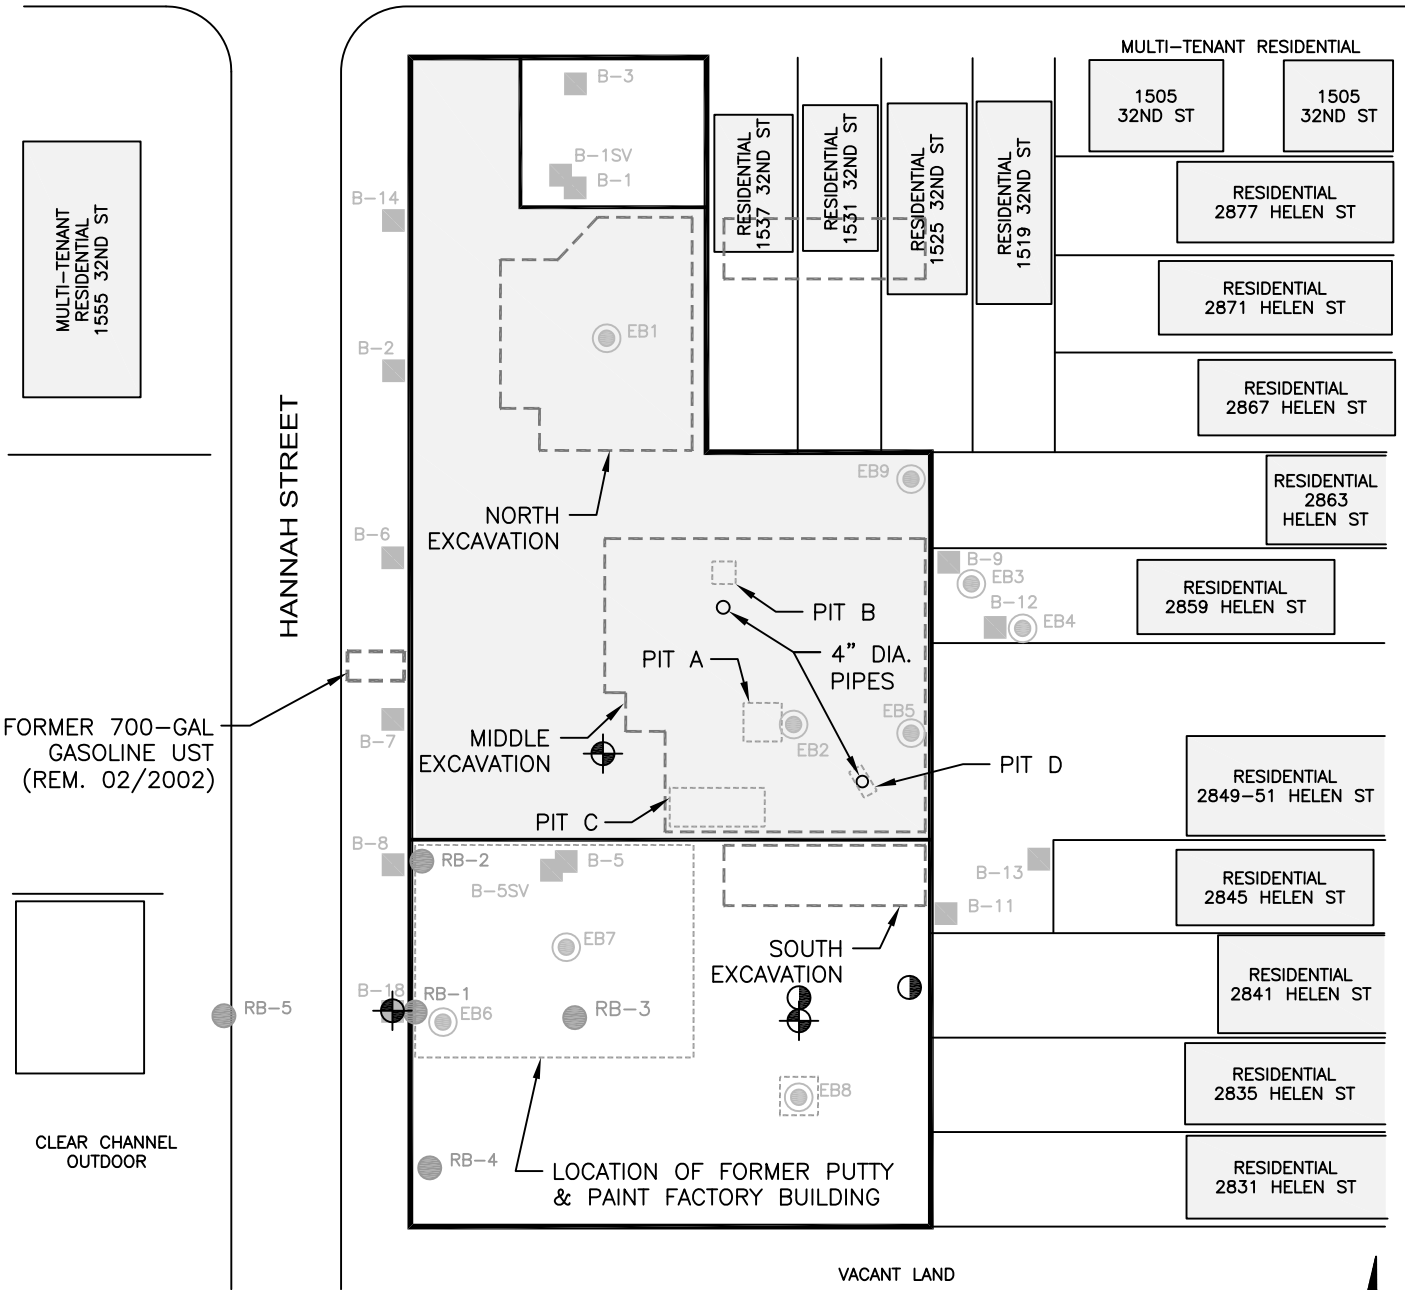 MULTI-TENANT RESIDENTIAL
1505
32ND ST
1505
32ND ST
B-3
B-1SV
B-1
B-14
MULTI-TENANT
RESIDENTIAL
1555 32ND ST
RESIDENTIAL
1537 32ND ST
RESIDENTIAL
1531 32ND ST
RESIDENTIAL
1525 32ND ST
RESIDENTIAL
1519 32ND ST
RESIDENTIAL
2877 HELEN ST
RESIDENTIAL
2871 HELEN ST
RESIDENTIAL
2867 HELEN ST
RESIDENTIAL
2863
HELEN ST
RESIDENTIAL
2859 HELEN ST
EB1
B-2
HANNAH STREET
EB9
NORTH
EXCAVATION
B-6
B-9
EB3
B-12
EB4
PIT B
PIT A
4” DIA.
PIPES
FORMER 700-GAL
GASOLINE UST
(REM. 02/2002)
B-7
MIDDLE
EXCAVATION
EB2
EB5
PIT D
PIT C
RESIDENTIAL
2849-51 HELEN ST
B-8
RB-2
B-5
B-5SV
B-13
B-11
RESIDENTIAL
2845 HELEN ST
EB7
SOUTH
EXCAVATION
RESIDENTIAL
2841 HELEN ST
B-18
RB-1
EB6
RB-3
RB-5
EB8
RESIDENTIAL
2835 HELEN ST
CLEAR CHANNEL
OUTDOOR
RB-4
LOCATION OF FORMER PUTTY
& PAINT FACTORY BUILDING
RESIDENTIAL
2831 HELEN ST
VACANT LAND